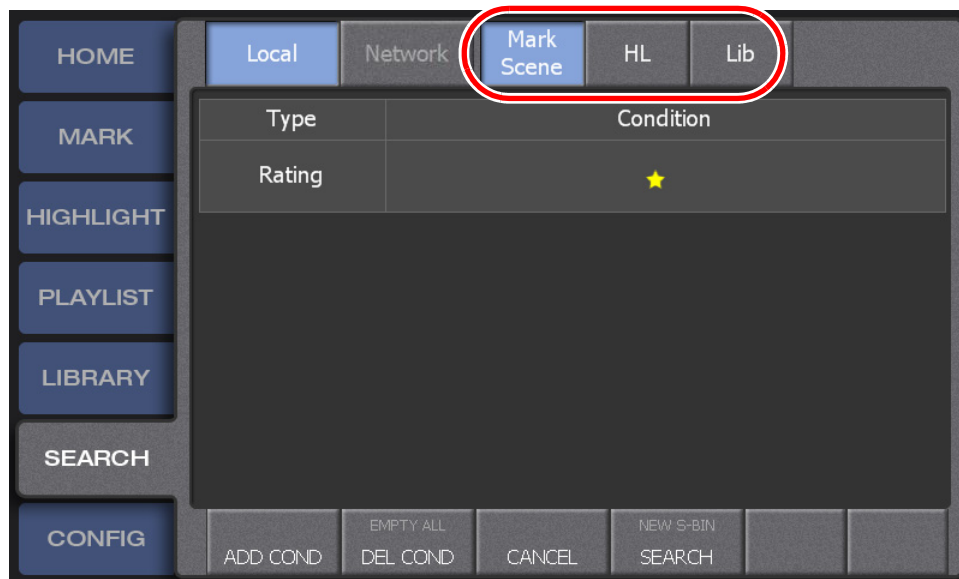 HOME
MARK
HIGHLIGHT
PLAYLIST
LIBRARY
SEARCH
CONFIG
Local
Network
Mark
Scene
HL
Lib
Type
Condition
Rating
ADD COND
EMPTY ALL
DEL COND
CANCEL
NEW S-BIN
SEARCH